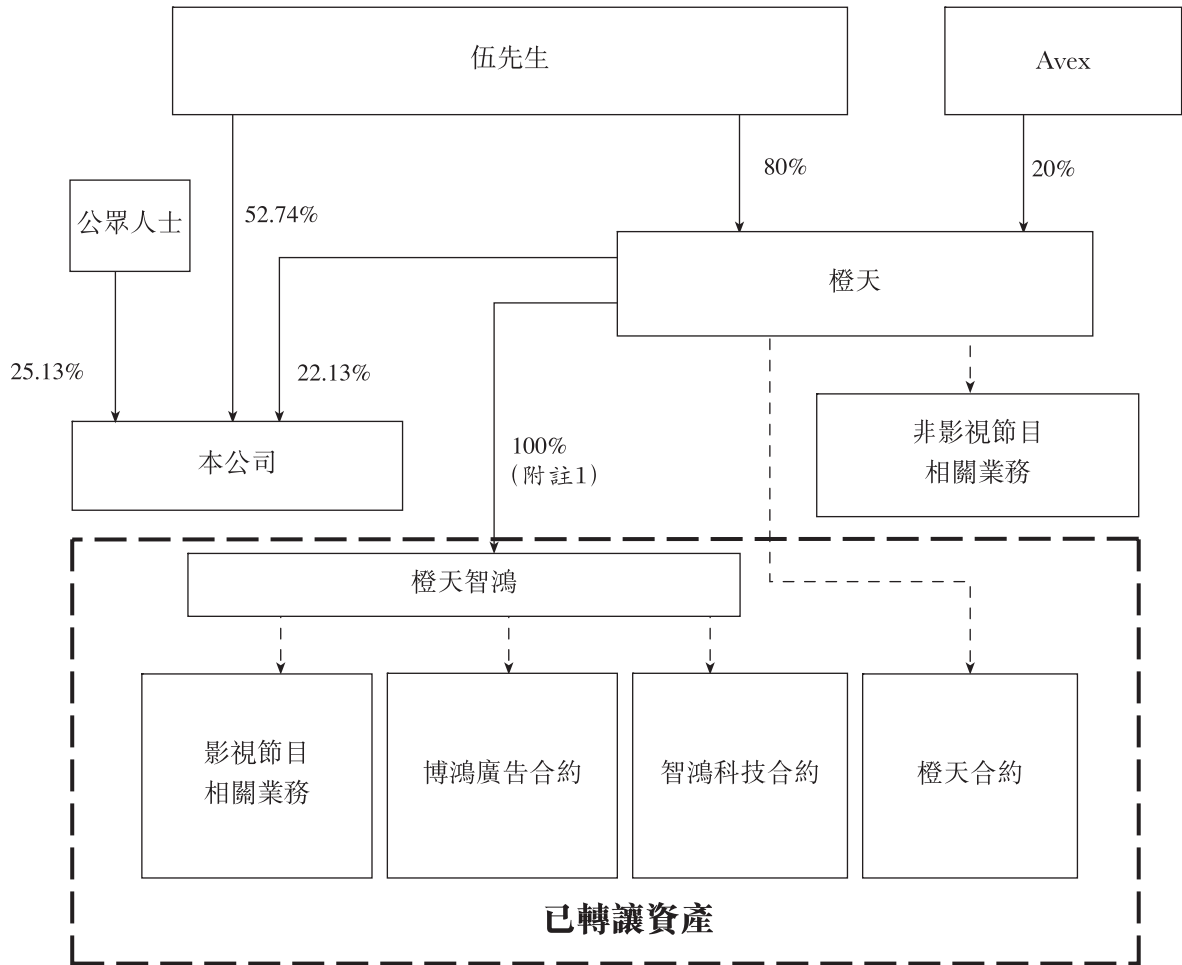 伍先生
Avex
80%
20%
公眾人士
52.74%
橙天
25.13%
22.13%
本公司
非影視節目
相關業務
100%
(附註1)
橙天智鴻
影視節目
相關業務
博鴻廣告合約
智鴻科技合約
橙天合約
已轉讓資產